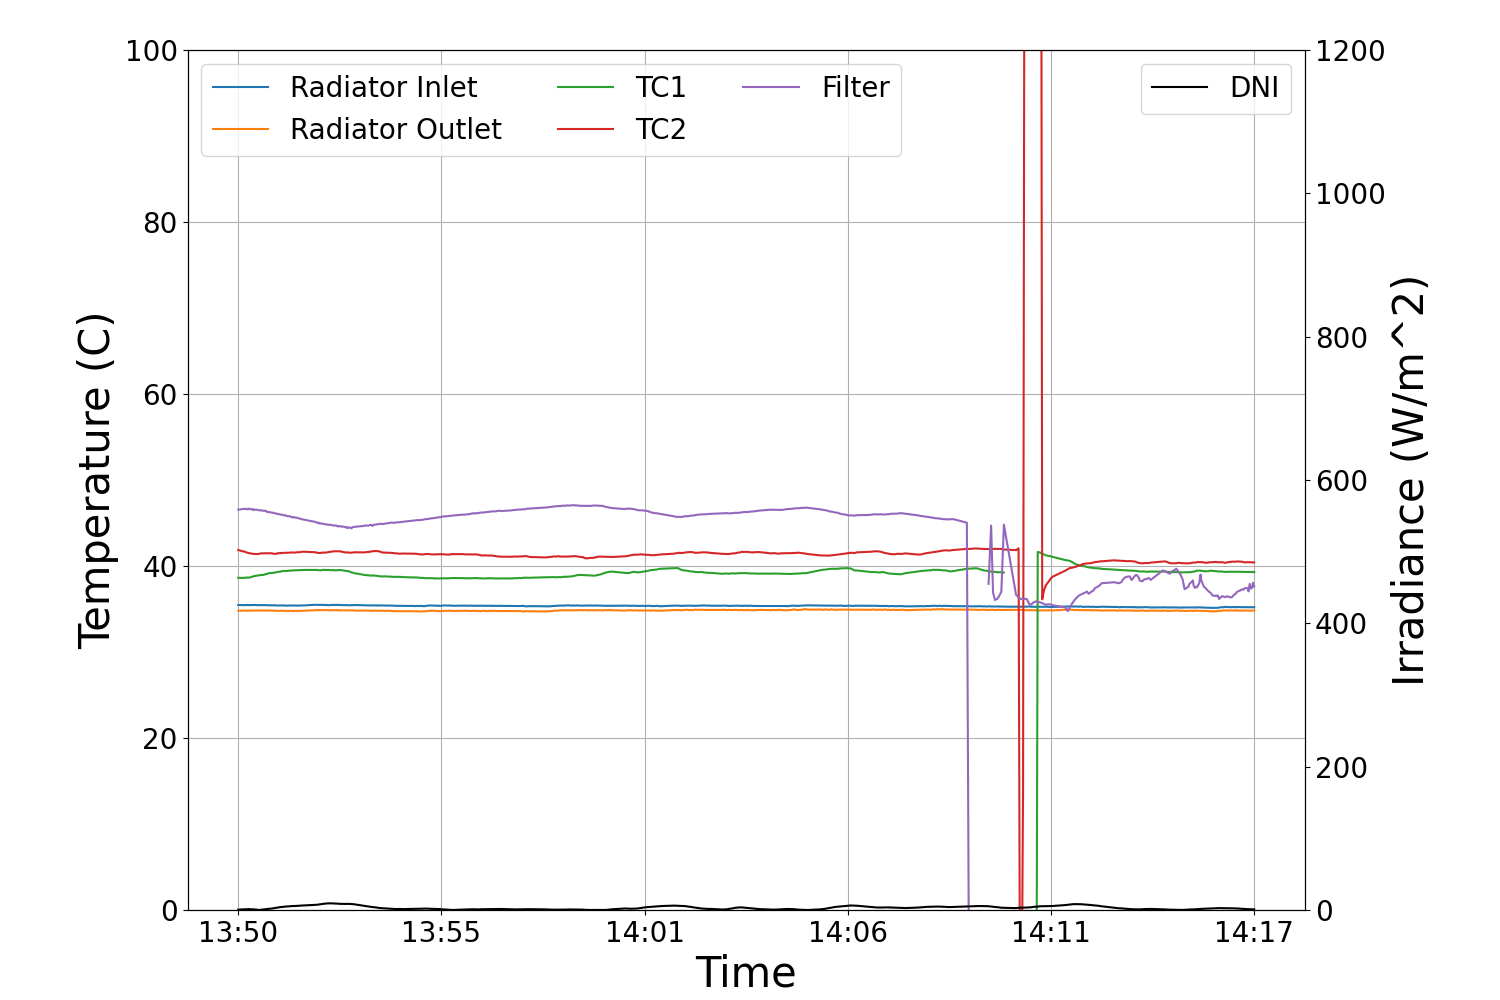 100
80
60
40
20
0
Temperature (C)
Radiator Inlet
Radiator Outlet
TC1
TC2
Filter
DNI
1200
1000
800
600
400
200
0
Irradiance (W/m^2)
13:50 13:55 14:01 14:06 14:11 14:17
Time